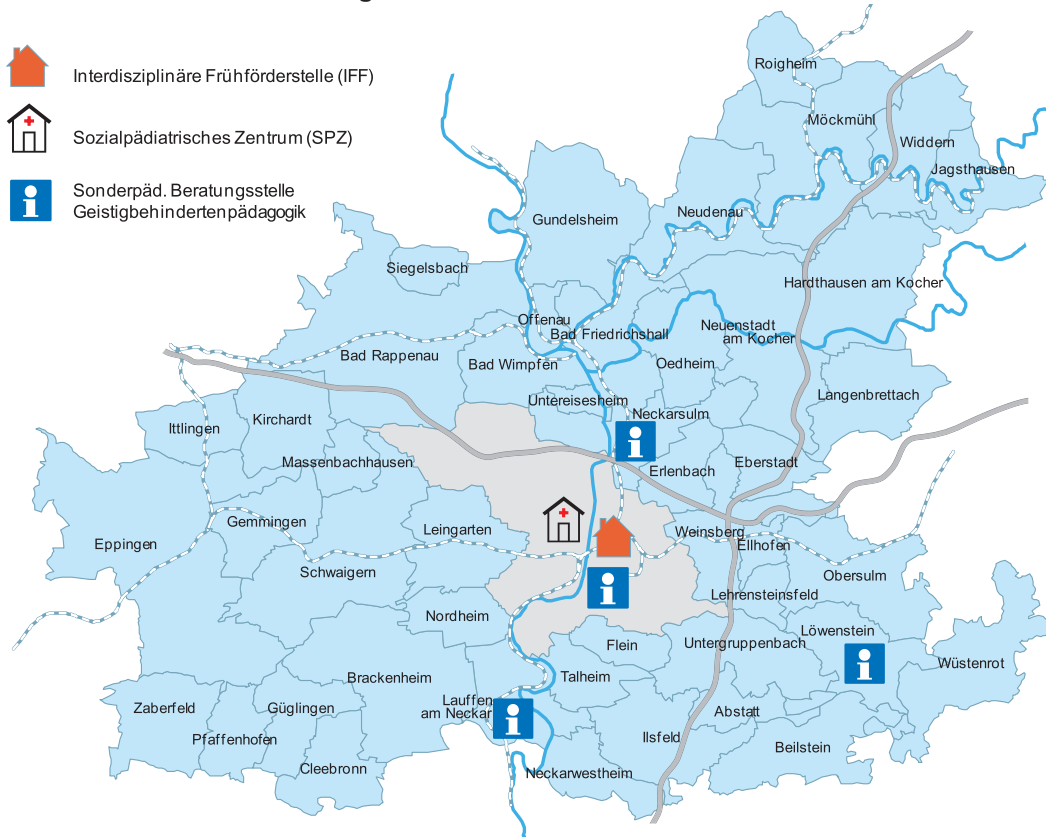 Interdisziplinäre Frühförderstelle (IFF)
Sozialpädiatrisches Zentrum (SPZ)
Sonderpäd. Beratungsstelle
Geistigbehindertenpädagogik
Roigheim
Möckmühl
Widdern
Jagsthausen
Gundelsheim
Neudenau
Siegelsbach
Hardthausen am Kocher
Offenau
Bad Friedrichshall
Neuenstadt
am Kocher
Bad Rappenau
Bad Wimpfen
Oedheim
Langenbrettach
Untereisesheim
Neckarsulm
Kirchardt
Ittlingen
Massenbachhausen
Erlenbach
Eberstadt
Gemmingen
Leingarten
Weinsberg
Ellhofen
Eppingen
Schwaigern
Obersulm
Lehrensteinsfeld
Nordheim
Flein
Untergruppenbach
Löwenstein
Wüstenrot
Brackenheim
Talheim
Zaberfeld
Güglingen
Lauffen
am Neckar
Abstatt
Pfaffenhofen
Ilsfeld
Beilstein
Cleebronn
Neckarwestheim